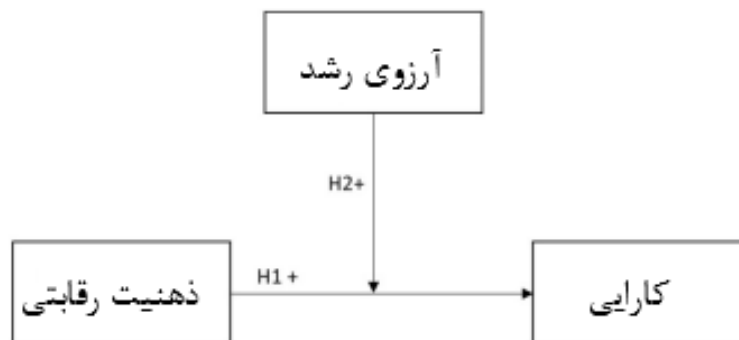 آرزوی رشد
H2+
H1 +
ذهنیت رقابتی
کارایی